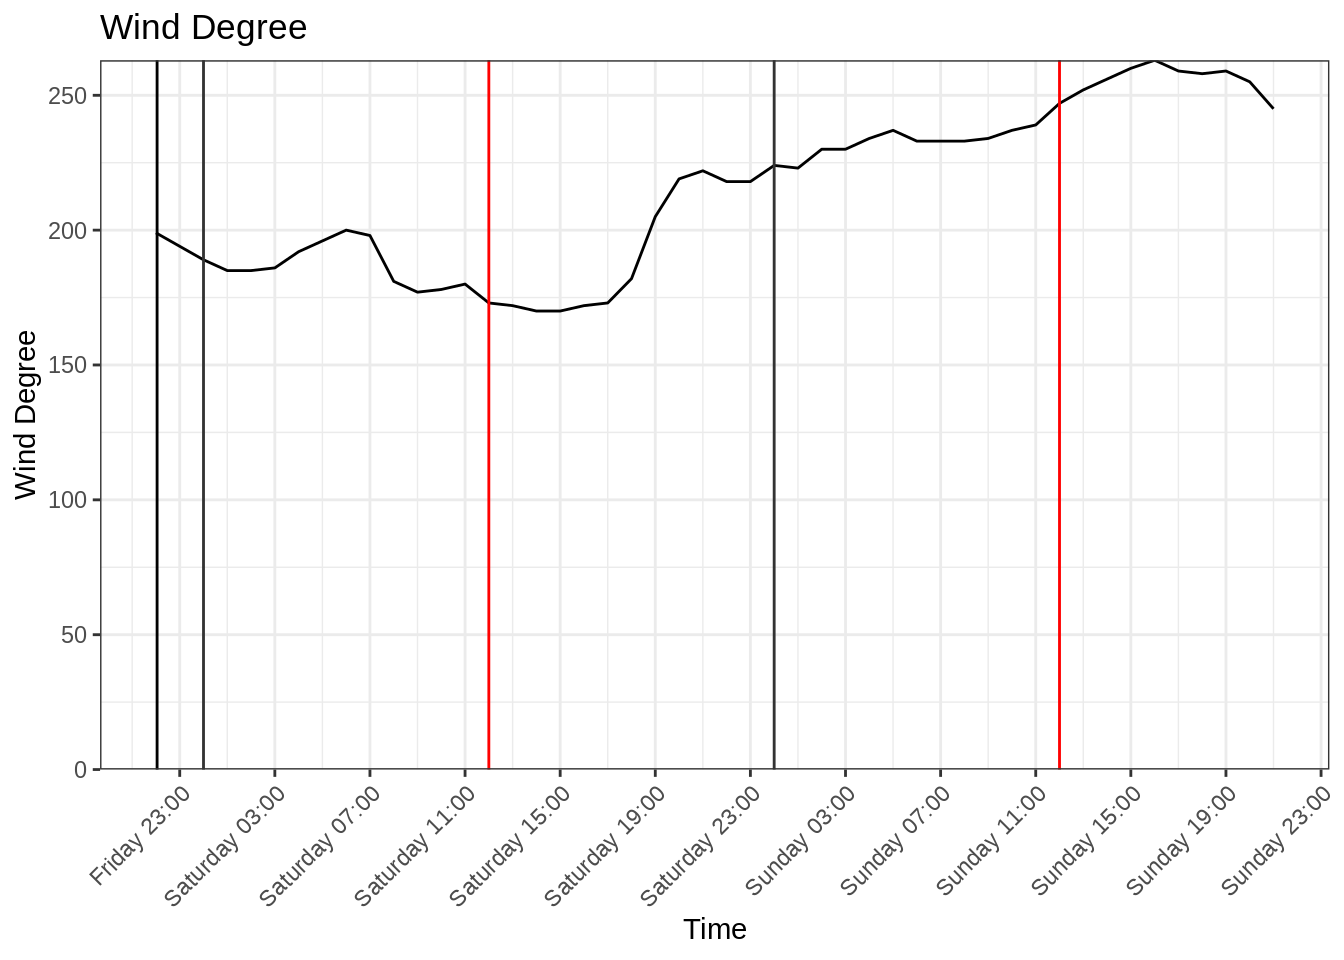 Wind Degree
Wind Degree
250
200
150
100
50
0
Friday 23:00
Saturday 03:00
Saturday 07:00
Saturday 11:00
Saturday 15:00
Saturday 19:00
Saturday 23:00
Sunday 03:00
Sunday 07:00
Sunday 11:00
Sunday 15:00
Sunday 19:00
Sunday 23:00
Time